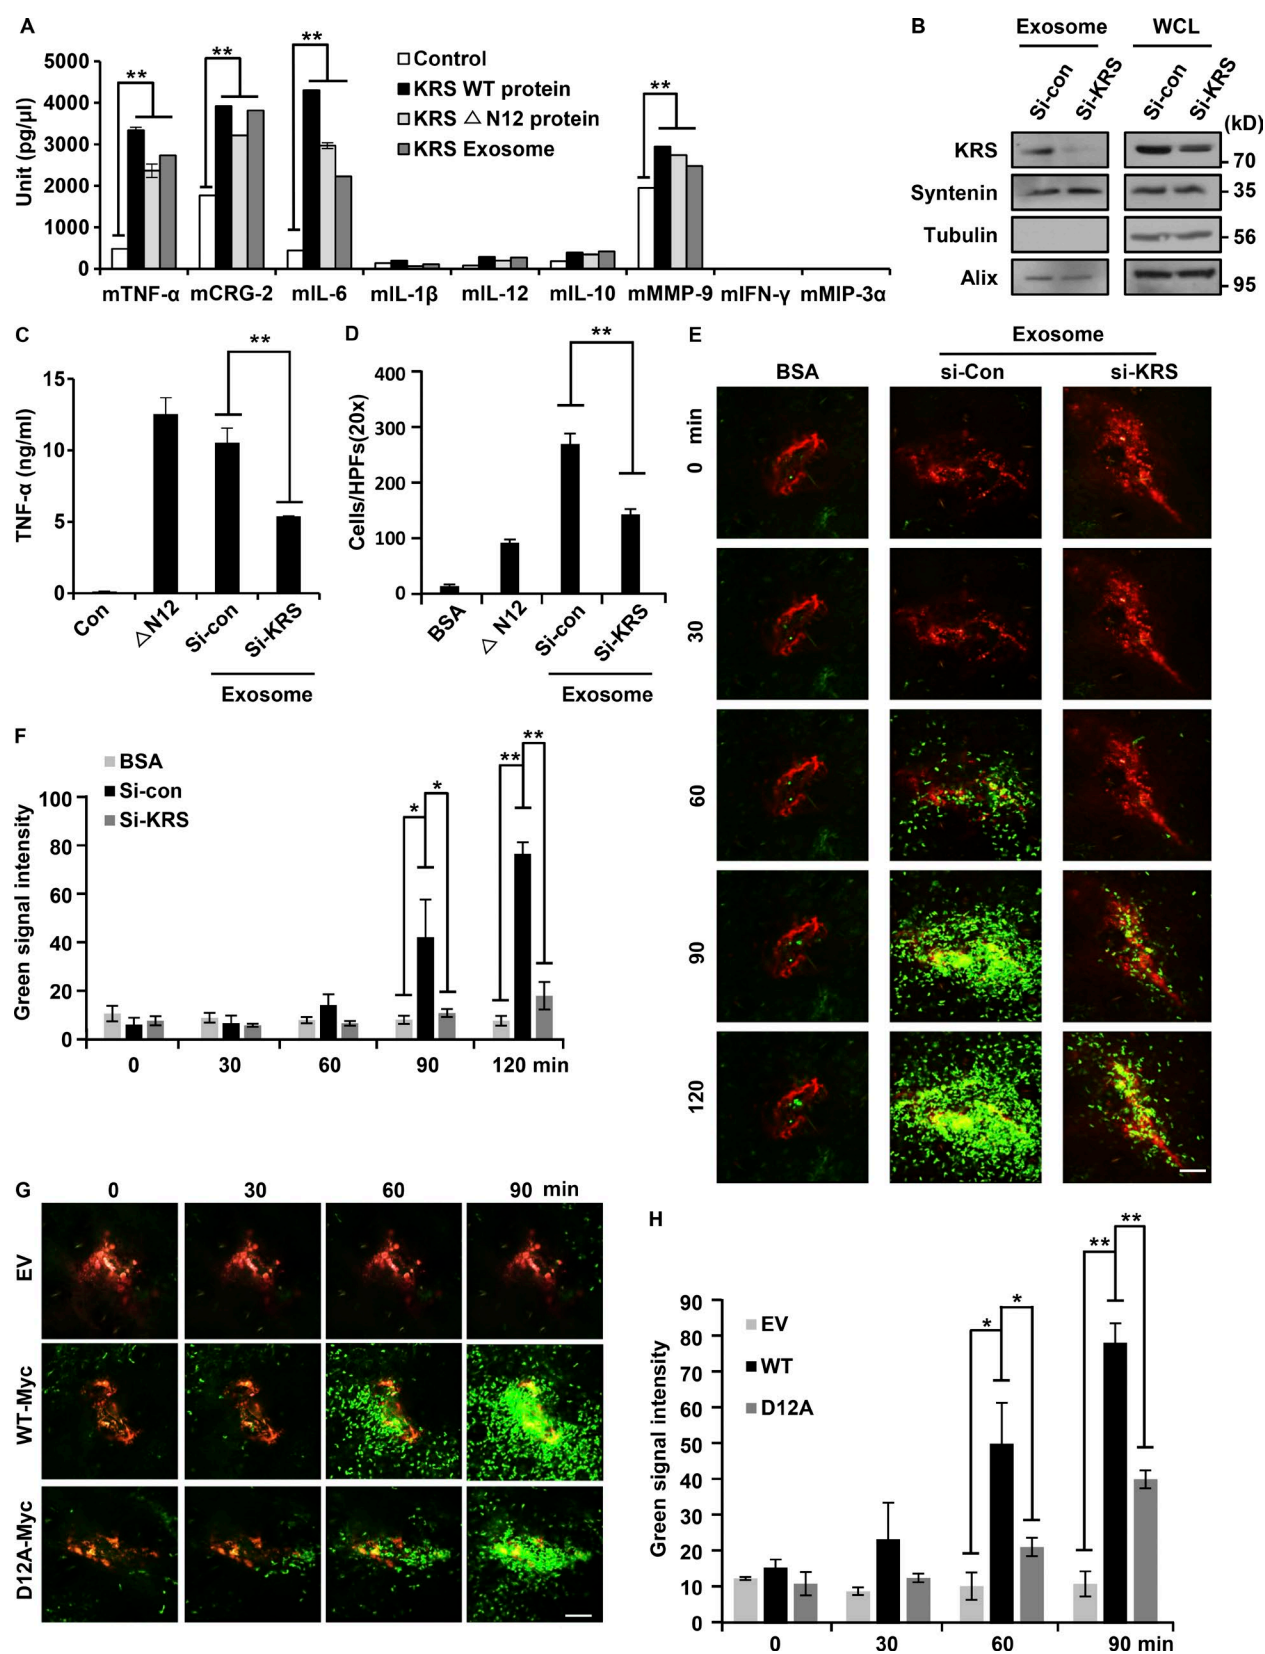 A
Unit (pg/µl)
5000
4000
3000
2000
1000
0
** ** ** **
Control
KRS WT protein
KRS △ N12 protein
KRS Exosome
mTNF-α mCRG-2 mIL-6 mIL-1β mIL-12 mIL-10 mMMP-9 mIFN-γ mMIP-3α
B
Exosome WCL
Si-con Si-KRS Si-con Si-KRS
(kD)
KRS 70
Syntenin 35
Tubulin 56
Alix 95
C
TNF-α (ng/ml)
15
10
5
0
**
Con △N12 Si-con Si-KRS
Exosome
D
Cells/HPFs(20x)
400
300
200
100
0
**
BSA △ N12 Si-con Si-KRS
Exosome
E
Exosome
BSA si-Con si-KRS
0 min
30
60
90
120
F
Green signal intensity
BSA
Si-con
Si-KRS
100
80
60
40
20
0
* * ** **
0 30 60 90 120 min
G
0 30 60 90 min
EV
WT-Myc
D12A-Myc
H
Green signal intensity
EV
WT
D12A
90
80
70
60
50
40
30
20
10
0
* * ** **
0 30 60 90 min